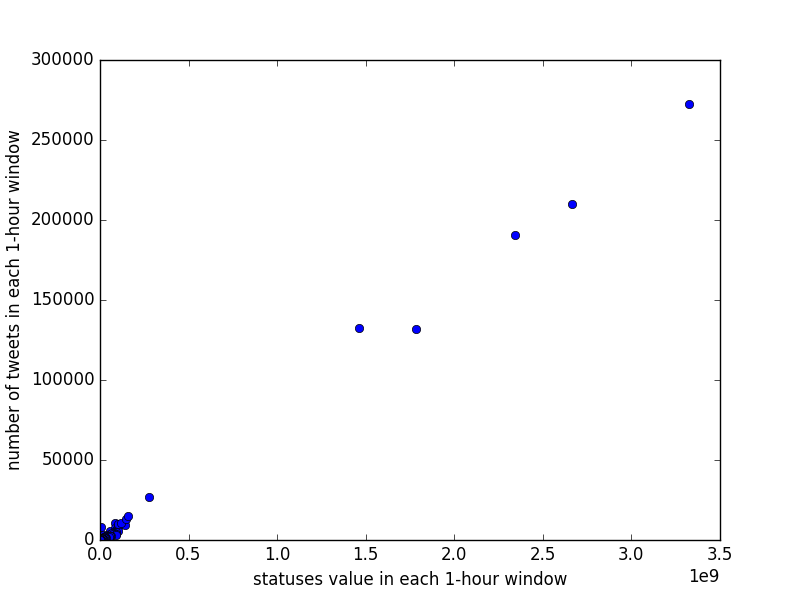 300000
250000
200000
150000
100000
50000
0
0.0 0.5 1.0 1.5 2.0 2.5 3.0 3.5
1e9
statuses value in each 1-hour window
number of tweets in each 1-hour window